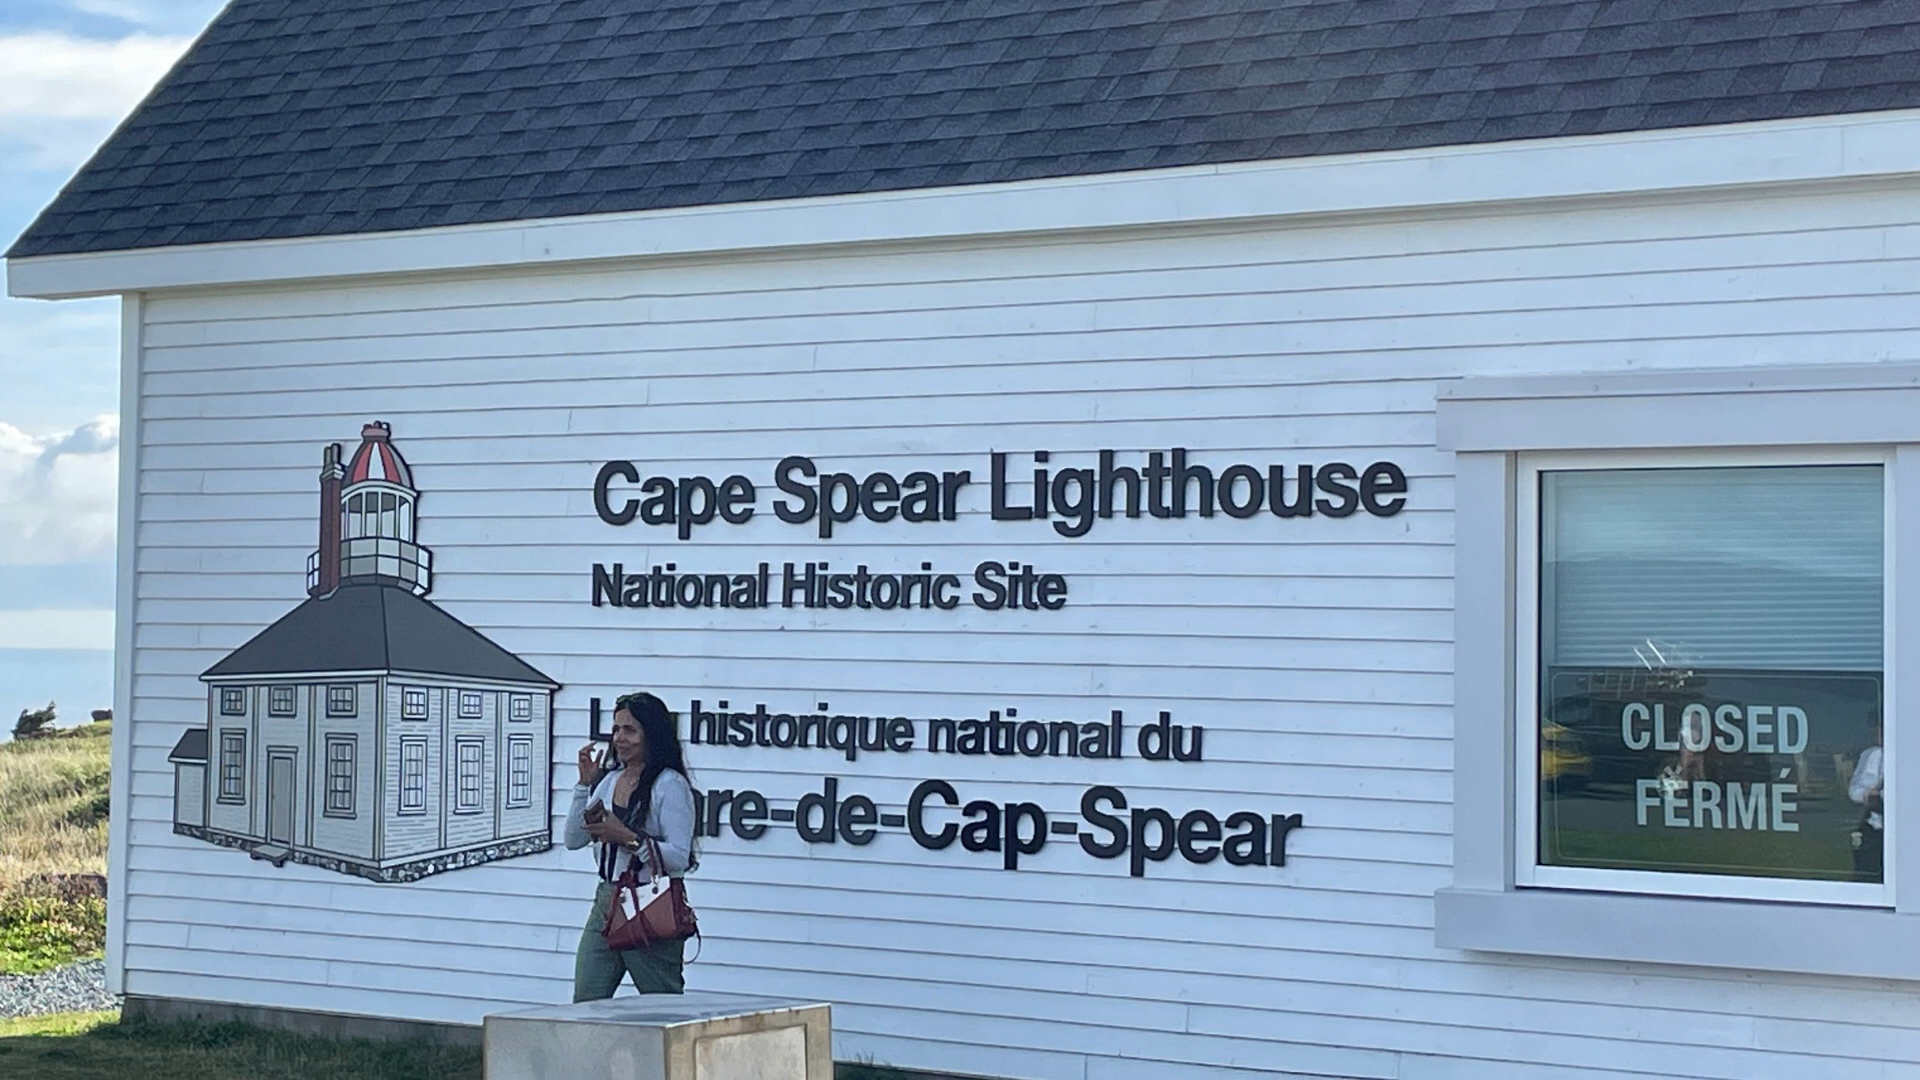 Cape Spear Lighthouse
National Historic Site
historique national du
-de-Cap-Spear
CLOSED
FERMÉ